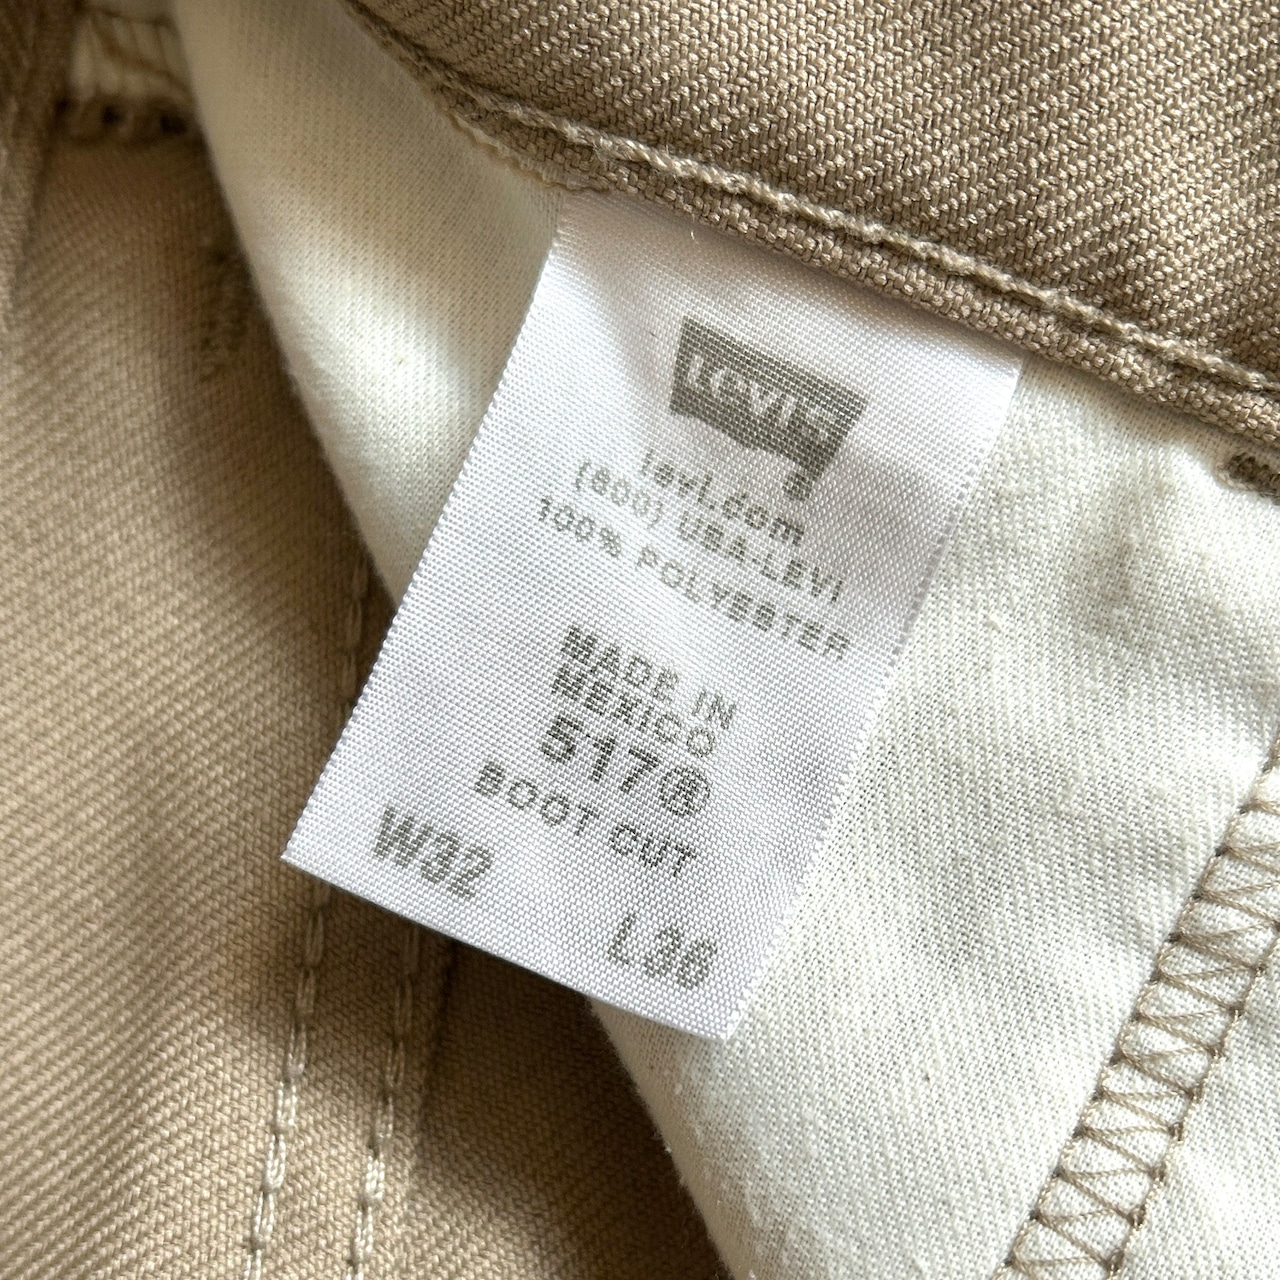 Levi's
levi.com
(800) USA-LEVI
100% POLYESTER
MADE IN
MEXICO
517®
BOOT CUT
W32
L36